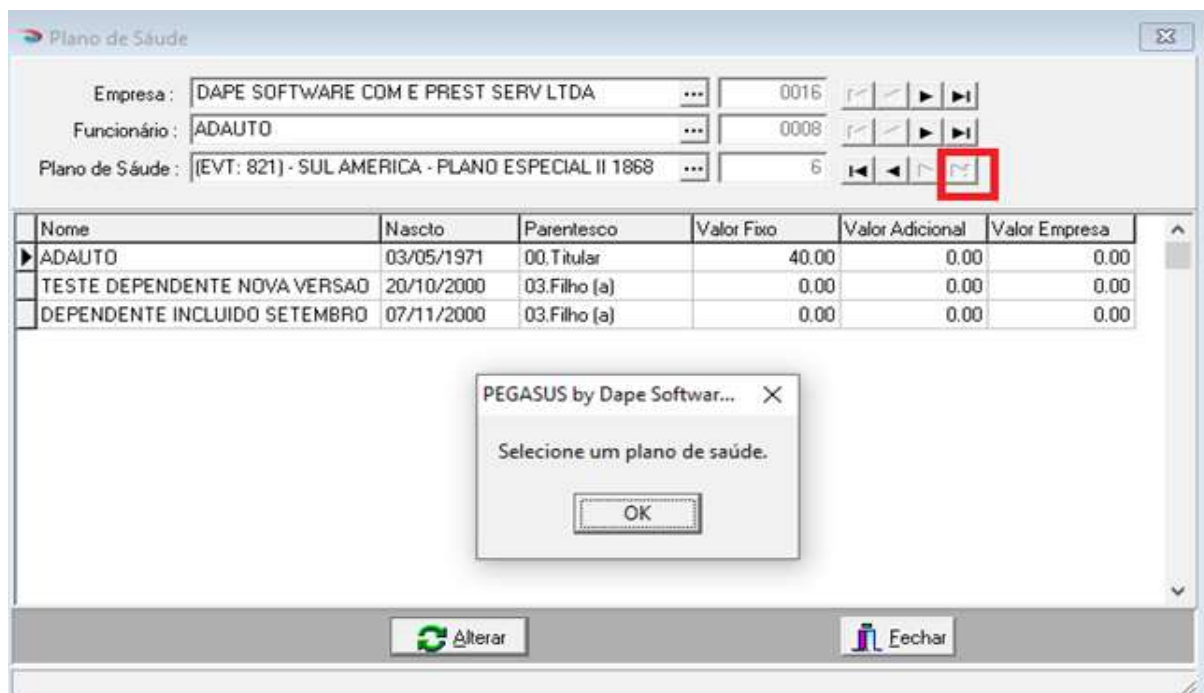 Plano de Sáude
Empresa : DAPE SOFTWARE COM E PREST SERV LTDA ... 0016
Funcionário : ADAUTO ... 0008
Plano de Sáude : (EVT: 821) - SUL AMERICA - PLANO ESPECIAL II 1868 ... 6
Nome Nascto Parentesco Valor Fixo Valor Adicional Valor Empresa
ADAUTO 03/05/1971 00.Titular 40.00 0.00 0.00
TESTE DEPENDENTE NOVA VERSAO 20/10/2000 03.Filho (a) 0.00 0.00 0.00
DEPENDENTE INCLUIDO SETEMBRO 07/11/2000 03.Filho (a) 0.00 0.00 0.00
PEGASUS by Dape Softwar...
Selecione um plano de saúde.
OK
Alterar Fechar